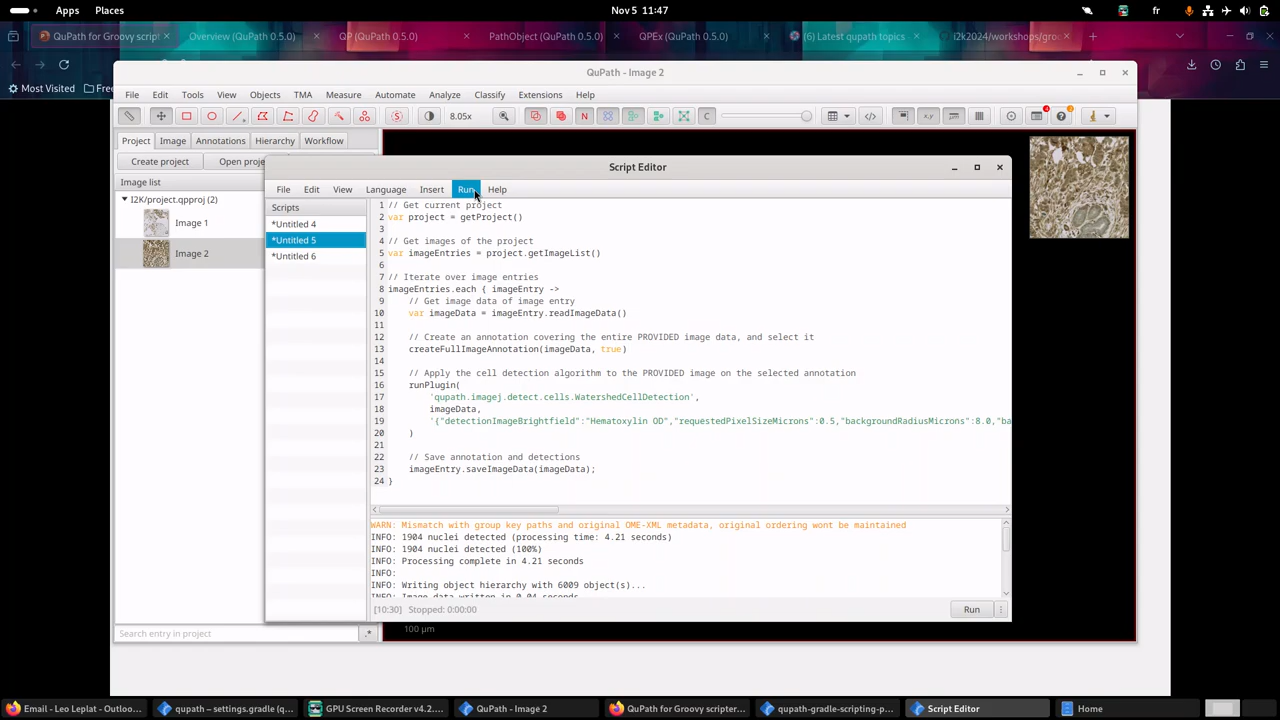 Apps Places Nov 5 11:47 fr
QuPath for Groovy script Overview (QuPath 0.5.0) × QP (QuPath 0.5.0) × PathObject (QuPath 0.5.0) × QPEx (QuPath 0.5.0) × (6) Latest qupath topics × i2k2024/workshops/gro × +
Most Visited Free
QuPath - Image 2
File Edit Tools View Objects TMA Measure Automate Analyze Classify Extensions Help
8.05x
Project Image Annotations Hierarchy Workflow
Create project Open proj
Image list
I2K/project.qpproj (2)
Image 1
Image 2
Script Editor
File Edit View Language Insert Run Help
Scripts
*Untitled 4
*Untitled 5
*Untitled 6
1 // Get current project
2 var project = getProject()
3
4 // Get images of the project
5 var imageEntries = project.getImageList()
6
7 // Iterate over image entries
8 imageEntries.each { imageEntry ->
9 // Get image data of image entry
10 var imageData = imageEntry.readImageData()
11
12 // Create an annotation covering the entire PROVIDED image data, and select it
13 createFullImageAnnotation(imageData, true)
14
15 // Apply the cell detection algorithm to the PROVIDED image on the selected annotation
16 runPlugin(
17 'qupath.imagej.detect.cells.WatershedCellDetection',
18 imageData,
19 '{"detectionImageBrightfield":"Hematoxylin OD","requestedPixelSizeMicrons":0.5,"backgroundRadiusMicrons":8.0,"ba
20 )
21
22 // Save annotation and detections
23 imageEntry.saveImageData(imageData);
24 }
WARN: Mismatch with group key paths and original OME-XML metadata, original ordering wont be maintained
INFO: 1904 nuclei detected (processing time: 4.21 seconds)
INFO: 1904 nuclei detected (100%)
INFO: Processing complete in 4.21 seconds
INFO:
INFO: Writing object hierarchy with 6009 object(s)...
INFO: Image data written in 0.04 seconds
[10:30] Stopped: 0:00:00 Run
100 µm
Search entry in project .*
Email - Leo Leplat - Outloo... qupath – settings.gradle (q... GPU Screen Recorder v4.2.... QuPath - Image 2 QuPath for Groovy scripter... qupath-gradle-scripting-p... Script Editor Home